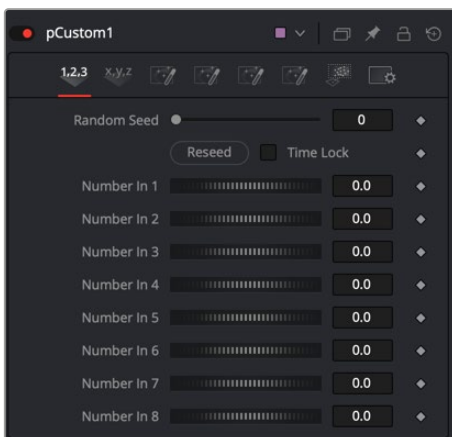 pCustom1
1,2,3 x,y,z
Random Seed 0
Reseed Time Lock
Number In 1 0.0
Number In 2 0.0
Number In 3 0.0
Number In 4 0.0
Number In 5 0.0
Number In 6 0.0
Number In 7 0.0
Number In 8 0.0